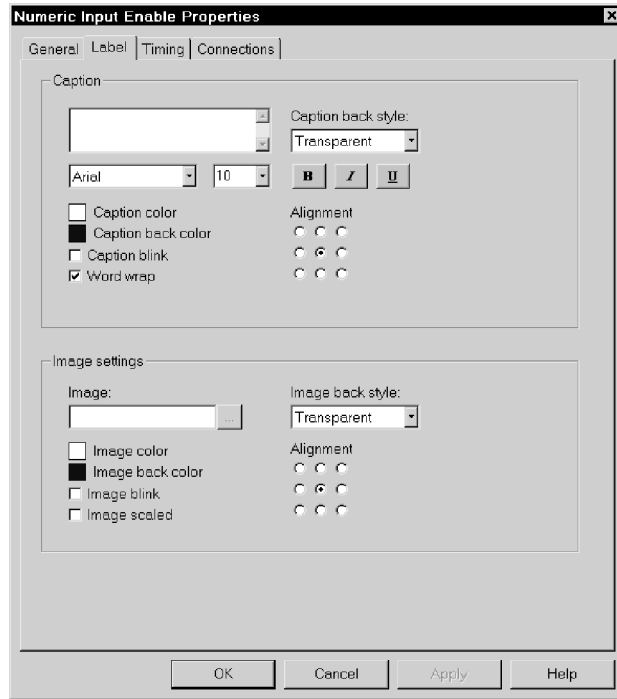 Numeric Input Enable Properties
General Label Timing Connections
Caption
Caption back style:
Transparent
Arial 10 B I U
Caption color Alignment
Caption back color
Caption blink
Word wrap
Image settings
Image: Image back style:
... Transparent
Image color Alignment
Image back color
Image blink
Image scaled
OK Cancel Apply Help